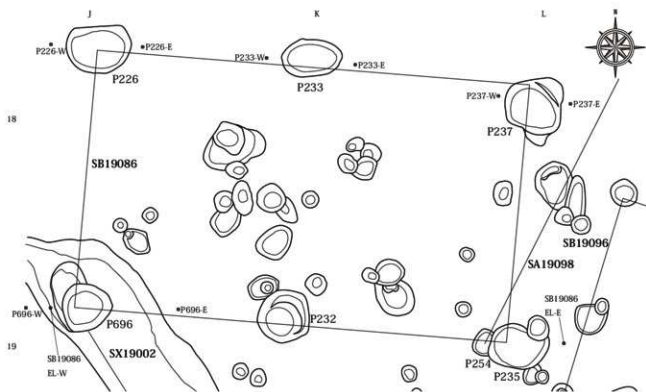 J
K
L
N
P226-W
P226-E
P226
P233-W
P233-E
P233
P237-W
P237-E
P237
18
SB19086
SB19096
SA19098
P696-W
P696-E
P696
P232
SB19086
EL-E
19
SB19086
EL-W
SX19002
P254
P235